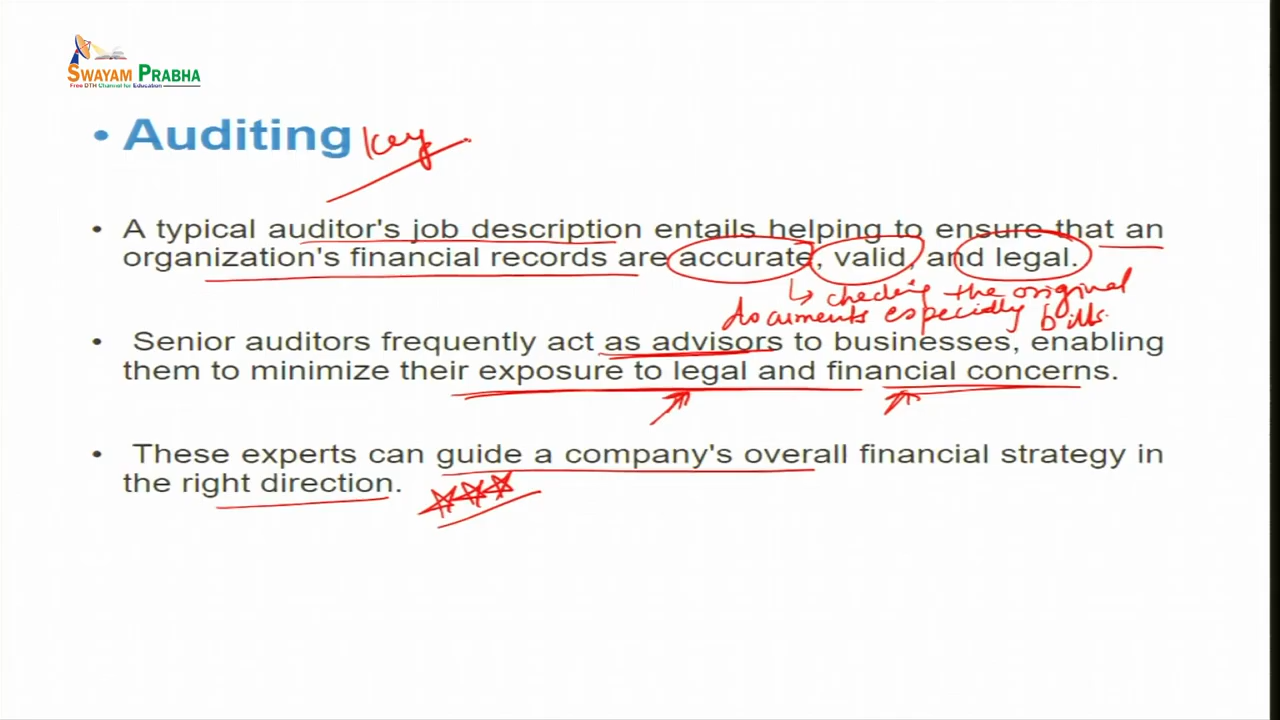 SWAYAM PRABHA
Free DTH Channel for Education
• Auditing key
• A typical auditor's job description entails helping to ensure that an
organization's financial records are accurate, valid, and legal.
↳ checking the original
documents especially bills.
• Senior auditors frequently act as advisors to businesses, enabling
them to minimize their exposure to legal and financial concerns.
• These experts can guide a company's overall financial strategy in
the right direction.